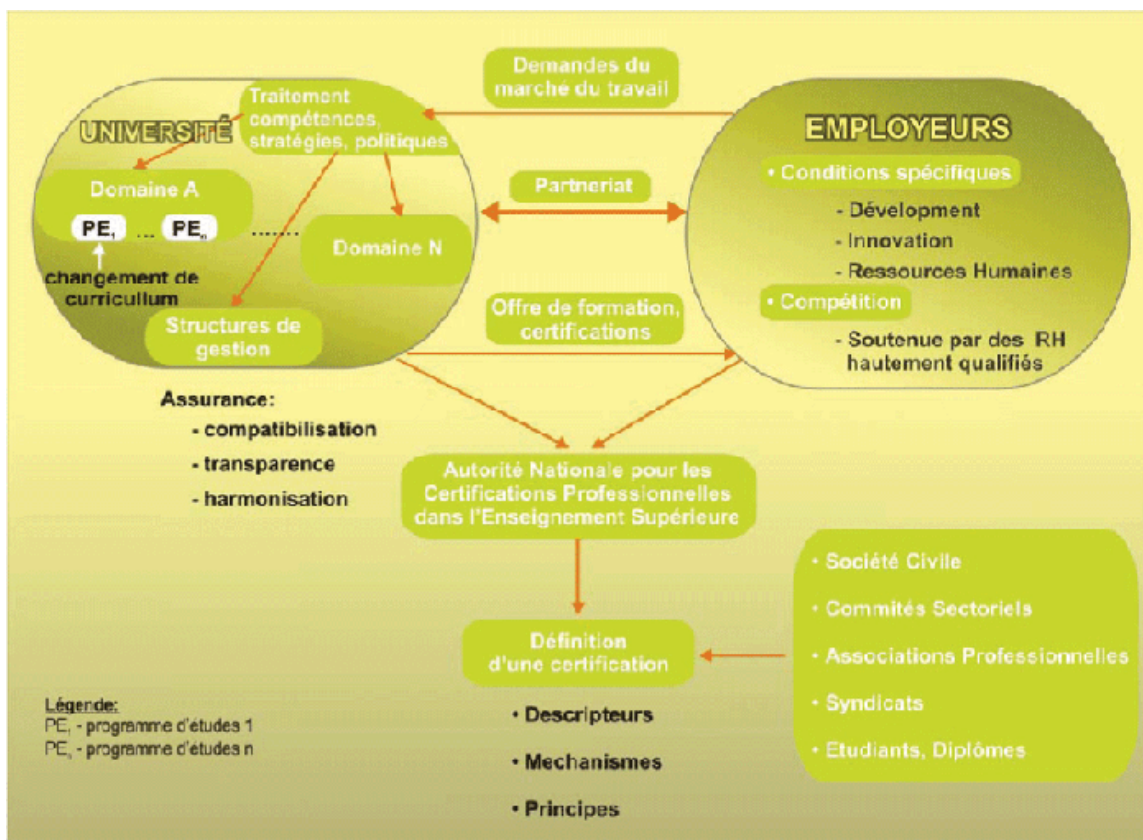 Demandes du
marché du travail
UNIVERSITÉ
Traitement
compétences,
stratégies, politiques
Domaine A
PE₁ ... PEₙ ........
Domaine N
changement de
curricullum
Structures de
gestion
Partneriat
Offre de formation,
certifications
EMPLOYEURS
• Conditions spécifiques
- Dévelopment
- Innovation
- Ressources Humaines
• Compétition
- Soutenue par des RH
hautement qualifiés
Assurance:
- compatibilisation
- transparence
- harmonisation
Autorité Nationale pour les
Certifications Professionnelles
dans l'Enseignement Supérieure
Définition
d'une certification
• Descripteurs
• Mechanismes
• Principes
• Société Civile
• Commités Sectoriels
• Associations Professionnelles
• Syndicats
• Etudiants, Diplômes
Légende:
PE₁ - programme d'études 1
PEₙ - programme d'études n